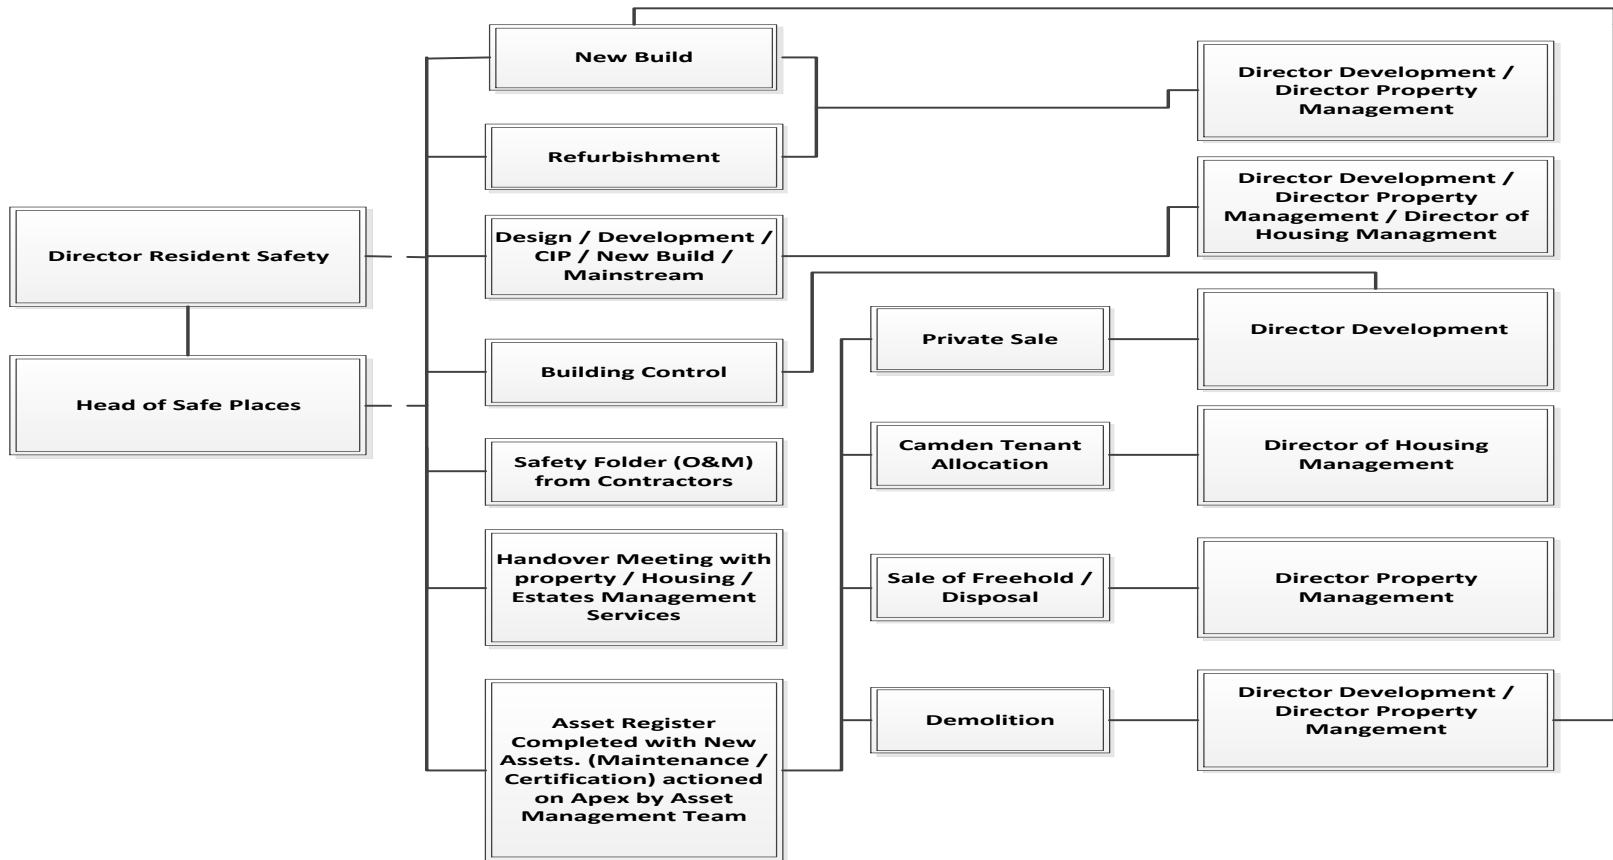 New Build
Refurbishment
Director Resident Safety
Head of Safe Places
Design / Development /
CIP / New Build /
Mainstream
Building Control
Safety Folder (O&M)
from Contractors
Handover Meeting with
property / Housing /
Estates Management
Services
Asset Register
Completed with New
Assets. (Maintenance /
Certification) actioned
on Apex by Asset
Management Team
Private Sale
Camden Tenant
Allocation
Sale of Freehold /
Disposal
Demolition
Director Development /
Director Property
Management
Director Development /
Director Property
Management / Director of
Housing Managment
Director Development
Director of Housing
Management
Director Property
Management
Director Development /
Director Property
Mangement